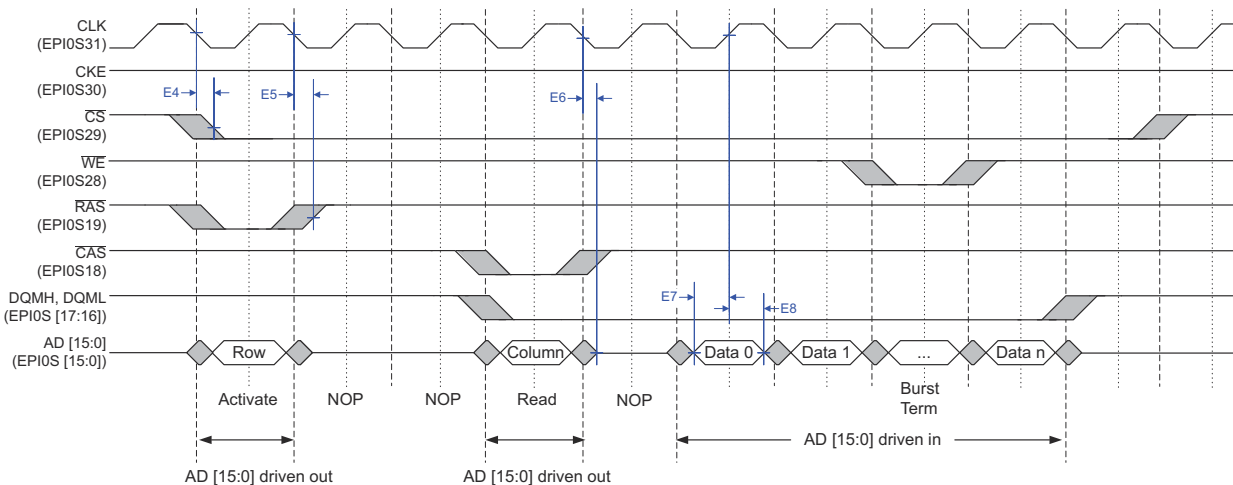 CLK
(EPI0S31)
CKE
(EPI0S30)
E4
E5
E6
CS
(EPI0S29)
WE
(EPI0S28)
RAS
(EPI0S19)
CAS
(EPI0S18)
DQMH, DQML
(EPI0S [17:16])
E7
E8
AD [15:0]
(EPI0S [15:0])
Row
Column
Data 0
Data 1
...
Data n
Activate
NOP
NOP
Read
NOP
Burst
Term
AD [15:0] driven in
AD [15:0] driven out
AD [15:0] driven out